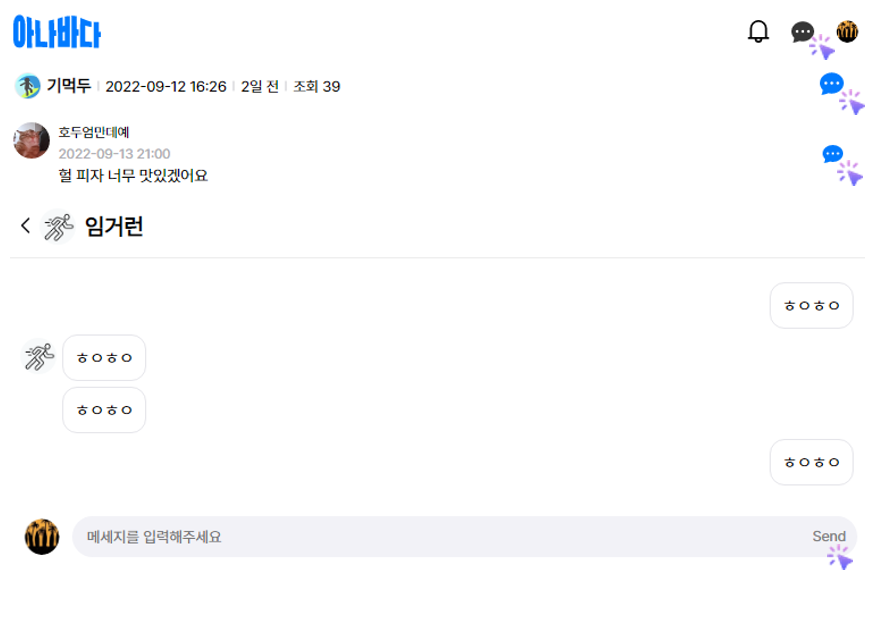 아나바다
기먹두 2022-09-12 16:26 2일 전 조회 39
호두엄만데예
2022-09-13 21:00
헐 피자 너무 맛있겠어요
임거런
ㅎㅇㅎㅇ
ㅎㅇㅎㅇ
ㅎㅇㅎㅇ
ㅎㅇㅎㅇ
메세지를 입력해주세요 Send